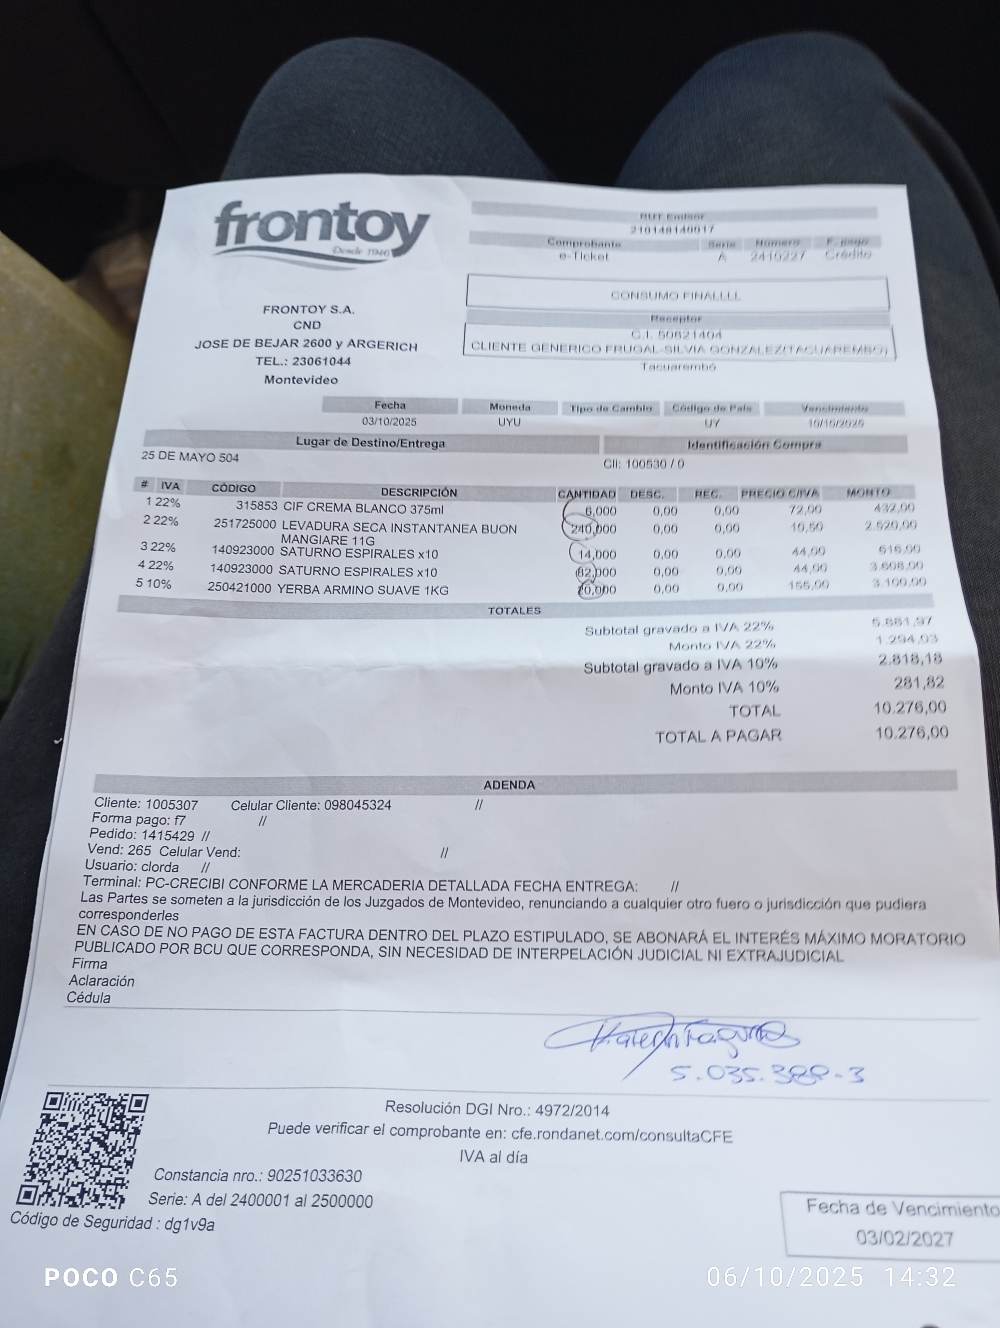 frontoy
Desde 1946
RUT Emisor
210148140017
Comprobante Serie Número F. pago
e-Ticket A 2416227 Crédito
CONSUMO FINALLLL
Receptor
C.I. 50821404
CLIENTE GENERICO FRUGAL-SILVIA GONZALEZ(TACUAREMBO)
Tacuarembó
FRONTOY S.A.
CND
JOSE DE BEJAR 2600 y ARGERICH
TEL.: 23061044
Montevideo
Fecha Moneda Tipo de Cambio Código de País Vencimiento
03/10/2025 UYU UY 10/10/2025
Lugar de Destino/Entrega Identificación Compra
25 DE MAYO 504 Cli: 100530 / 0
# IVA CÓDIGO DESCRIPCIÓN CANTIDAD DESC. REC. PRECIO C/IVA MONTO
1 22% 315853 CIF CREMA BLANCO 375ml 6,000 0,00 0,00 72,00 432,00
2 22% 251725000 LEVADURA SECA INSTANTANEA BUON 240,000 0,00 0,00 10,50 2.520,00
MANGIARE 11G
3 22% 140923000 SATURNO ESPIRALES x10 14,000 0,00 0,00 44,00 616,00
4 22% 140923000 SATURNO ESPIRALES x10 82,000 0,00 0,00 44,00 3.608,00
5 10% 250421000 YERBA ARMINO SUAVE 1KG 20,000 0,00 0,00 155,00 3.100,00
TOTALES
Subtotal gravado a IVA 22% 5.881,97
Monto IVA 22% 1.294,03
Subtotal gravado a IVA 10% 2.818,18
Monto IVA 10% 281,82
TOTAL 10.276,00
TOTAL A PAGAR 10.276,00
ADENDA
Cliente: 1005307 Celular Cliente: 098045324 //
Forma pago: f7 //
Pedido: 1415429 //
Vend: 265 Celular Vend: //
Usuario: clorda //
Terminal: PC-CRECIBI CONFORME LA MERCADERIA DETALLADA FECHA ENTREGA: //
Las Partes se someten a la jurisdicción de los Juzgados de Montevideo, renunciando a cualquier otro fuero o jurisdicción que pudiera
corresponderles
EN CASO DE NO PAGO DE ESTA FACTURA DENTRO DEL PLAZO ESTIPULADO, SE ABONARÁ EL INTERÉS MÁXIMO MORATORIO
PUBLICADO POR BCU QUE CORRESPONDA, SIN NECESIDAD DE INTERPELACIÓN JUDICIAL NI EXTRAJUDICIAL
Firma
Aclaración
Cédula
5.035.388-3
Resolución DGI Nro.: 4972/2014
Puede verificar el comprobante en: cfe.rondanet.com/consultaCFE
IVA al día
Constancia nro.: 90251033630
Serie: A del 2400001 al 2500000
Código de Seguridad : dg1v9a
Fecha de Vencimiento
03/02/2027
POCO C65
06/10/2025 14:32